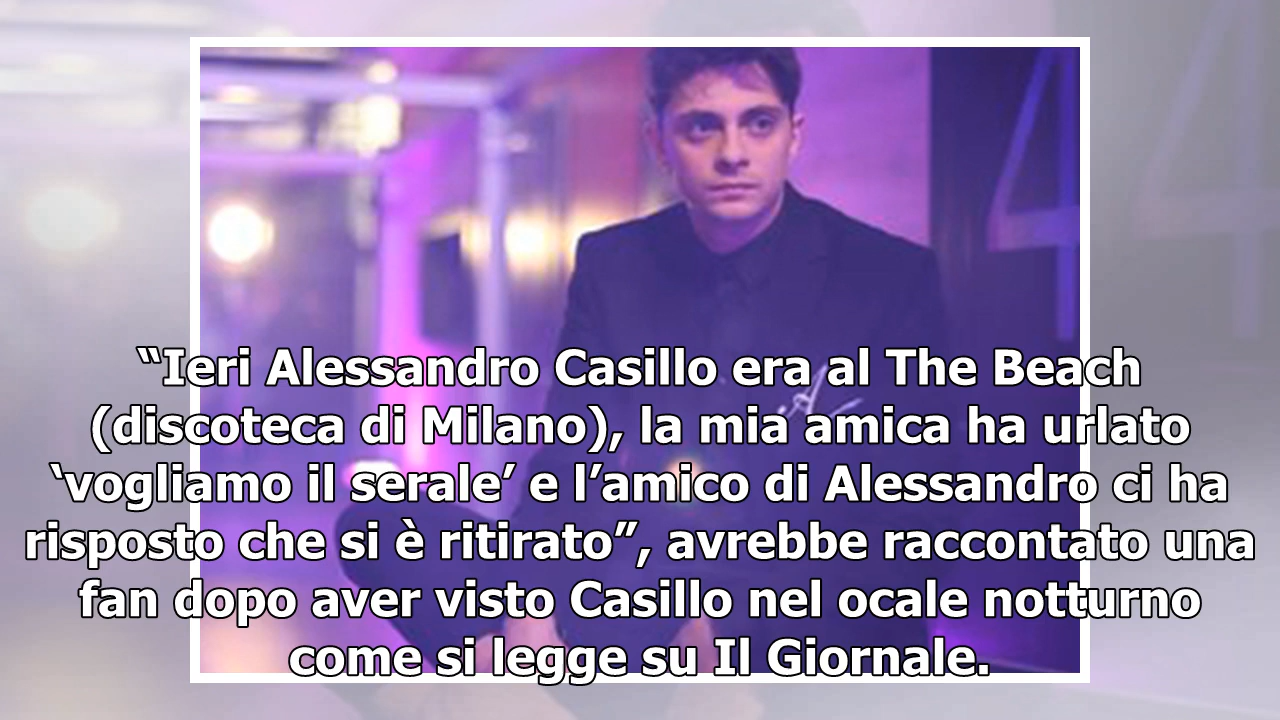 “Ieri Alessandro Casillo era al The Beach
(discoteca di Milano), la mia amica ha urlato
‘vogliamo il serale’ e l’amico di Alessandro ci ha
risposto che si è ritirato”, avrebbe raccontato una
fan dopo aver visto Casillo nel ocale notturno
come si legge su Il Giornale.